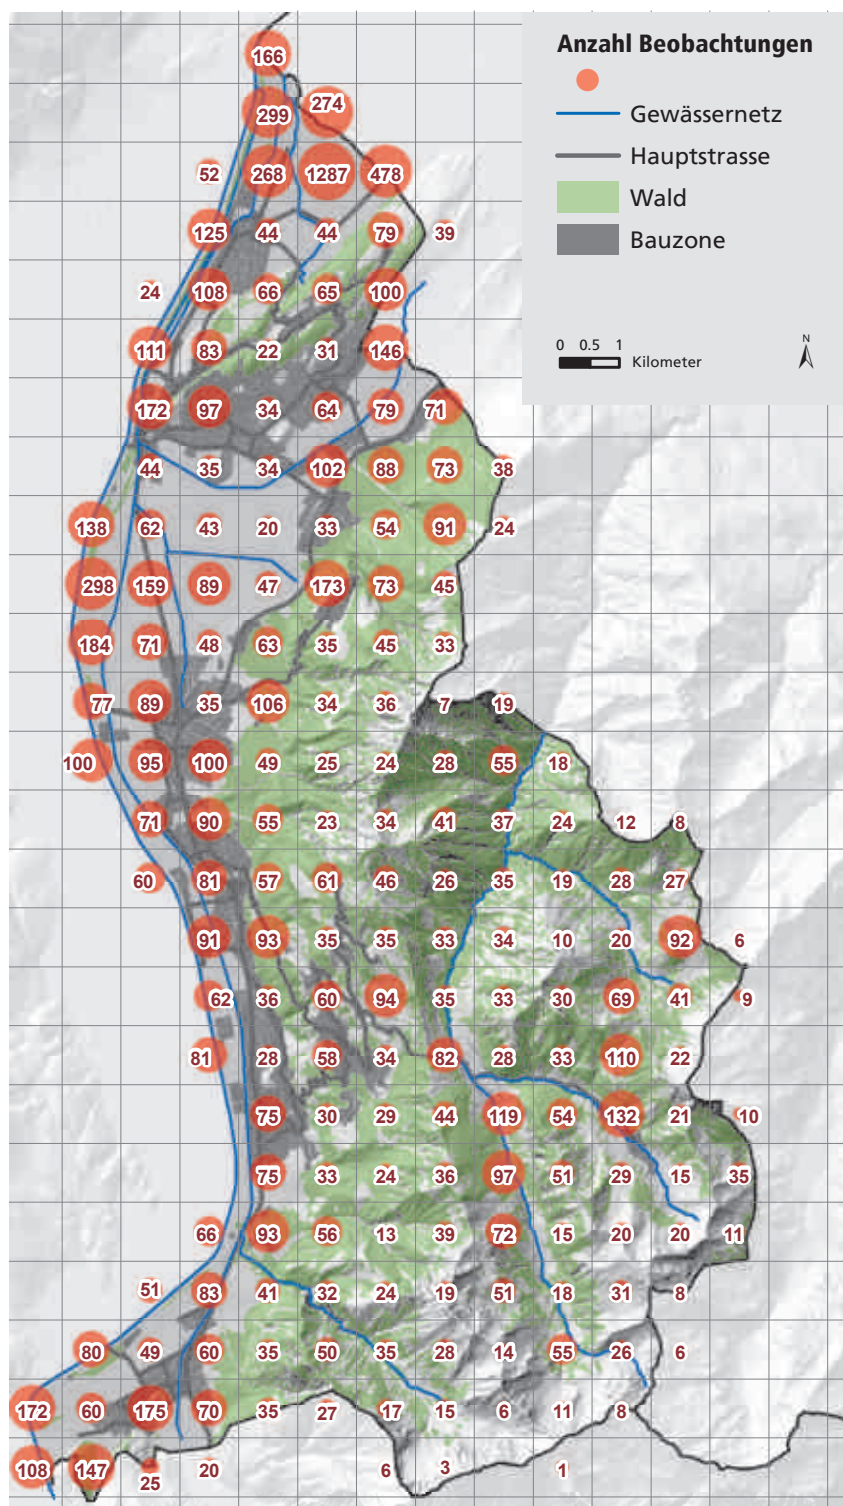 Anzahl Beobachtungen
Gewässernetz
Hauptstrasse
Wald
Bauzone
0 0.5 1
Kilometer
N
166
299 274
52 268 1287 478
125 44 44 79 39
24 108 66 65 100
111 83 22 31 146
172 97 34 64 79 71
44 35 34 102 88 73 38
138 62 43 20 33 54 91 24
298 159 89 47 173 73 45
184 71 48 63 35 45 33
77 89 35 106 34 36 7 19
100 95 100 49 25 24 28 55 18
71 90 55 23 34 41 37 24 12 8
60 81 57 61 46 26 35 19 28 27
91 93 35 35 33 34 10 20 92 6
62 36 60 94 35 33 30 69 41 9
81 28 58 34 82 28 33 110 22
75 30 29 44 119 54 132 21 10
75 33 24 36 97 51 29 15 35
66 93 56 13 39 72 15 20 20 11
51 83 41 32 24 19 51 18 31 8
80 49 60 35 50 35 28 14 55 26 6
172 60 175 70 35 27 17 15 6 11 8
108 147 25 20 6 3 1